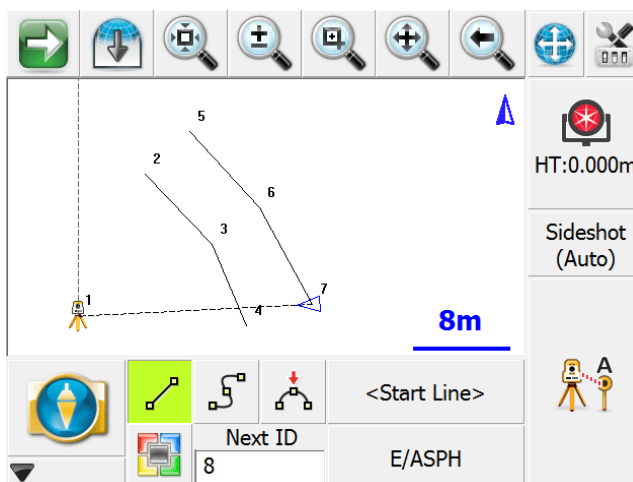 5
2
6
3
1
7
4
8m
HT:0.000m
Sideshot
(Auto)
A
<Start Line>
Next ID
8
E/ASPH